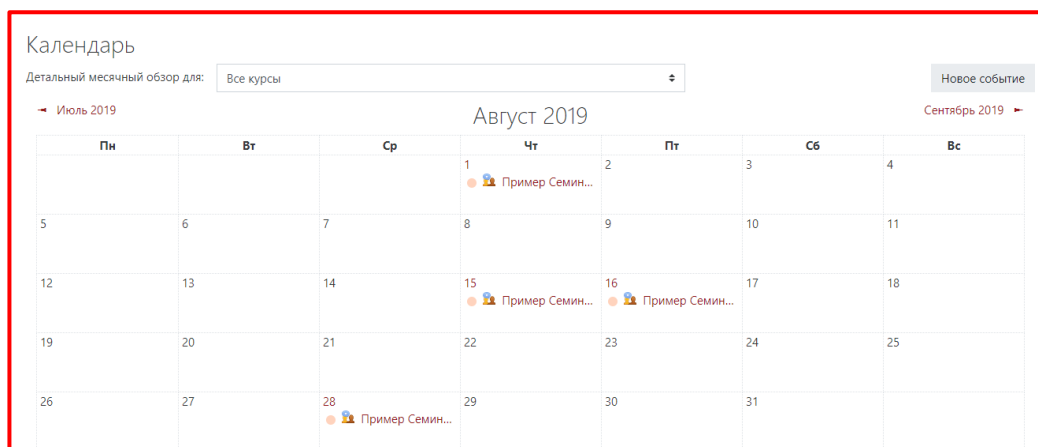 Календарь
Детальный месячный обзор для: Все курсы Новое событие
◄ Июль 2019 Август 2019 Сентябрь 2019 ►
Пн Вт Ср Чт Пт Сб Вс
1 2 3 4
Пример Семин...
5 6 7 8 9 10 11
12 13 14 15 16 17 18
Пример Семин... Пример Семин...
19 20 21 22 23 24 25
26 27 28 29 30 31
Пример Семин...